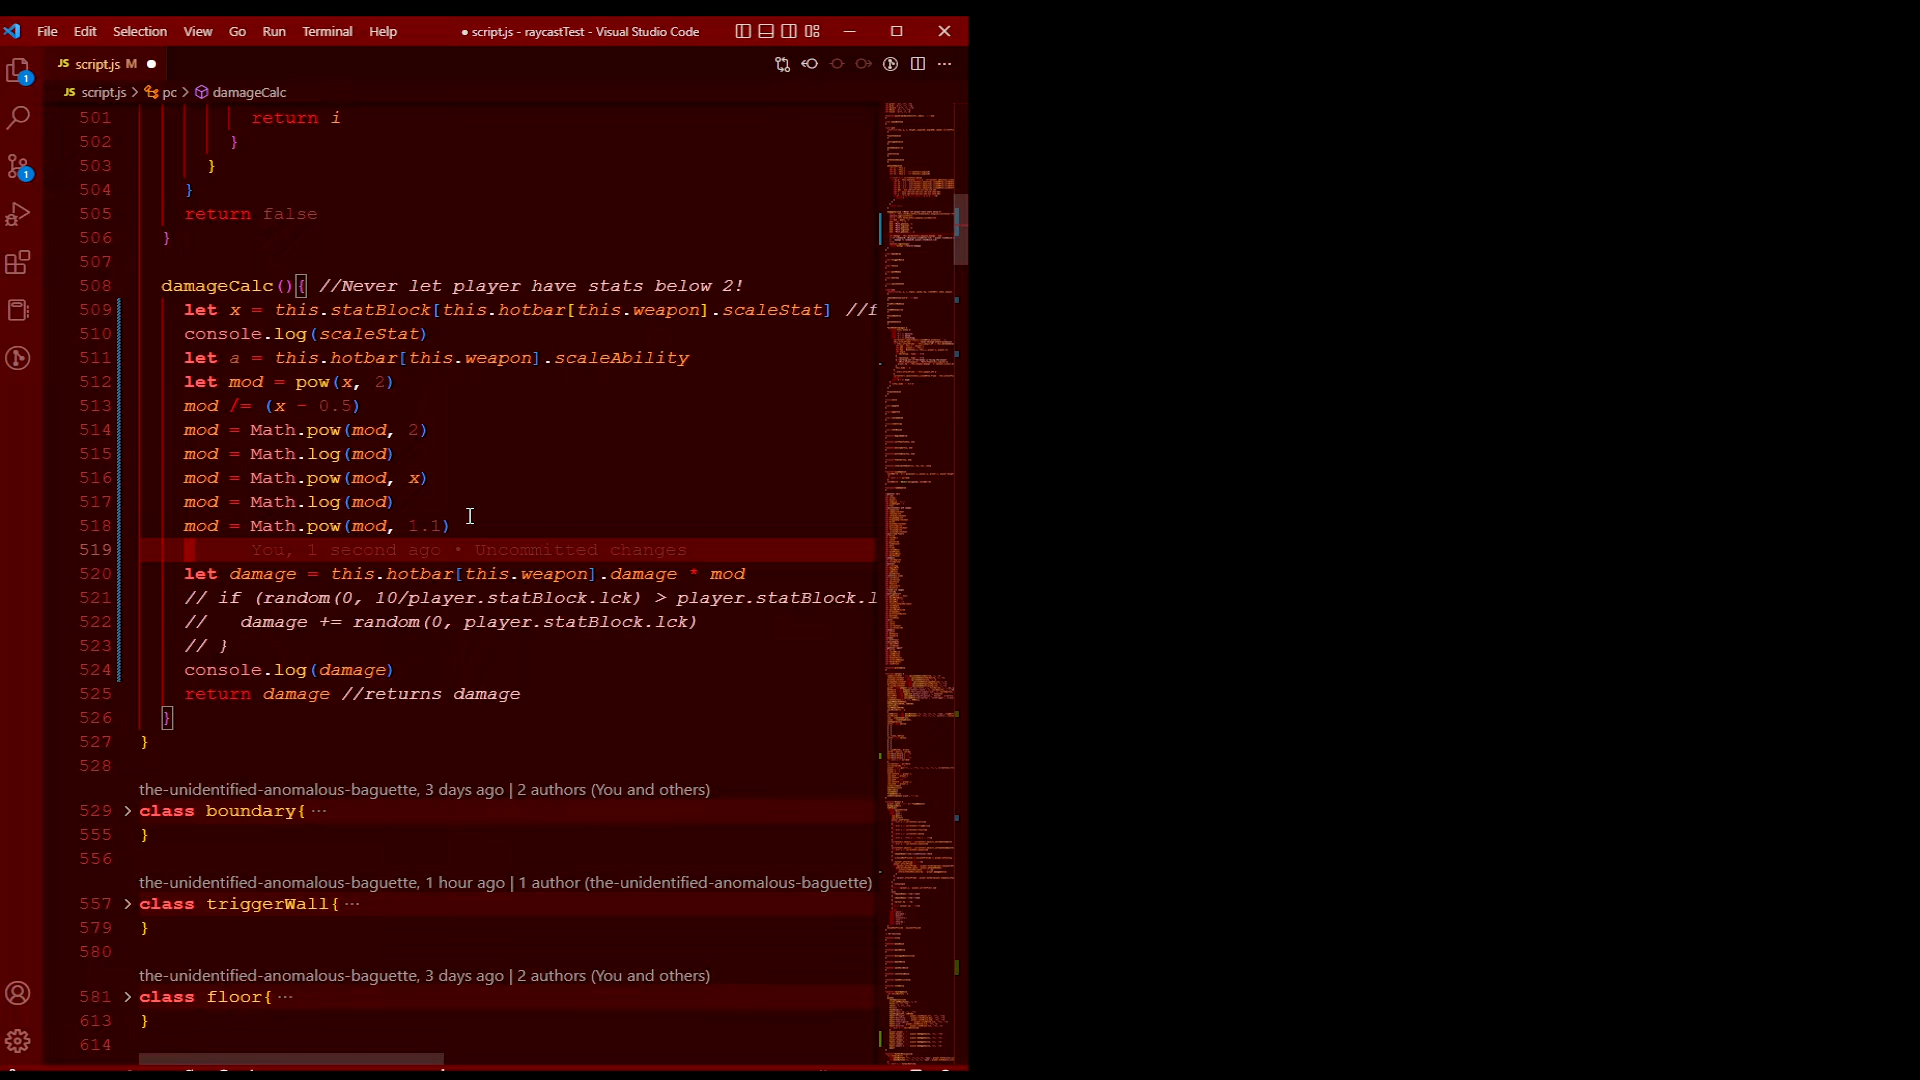 File Edit Selection View Go Run Terminal Help ● script.js - raycastTest - Visual Studio Code
JS script.js M ●
JS script.js > pc > damageCalc
501 return i
502 }
503 }
504 }
505 return false
506 }
507
508 damageCalc(){ //Never let player have stats below 2!
509 let x = this.statBlock[this.hotbar[this.weapon].scaleStat] //f
510 console.log(scaleStat)
511 let a = this.hotbar[this.weapon].scaleAbility
512 let mod = pow(x, 2)
513 mod /= (x - 0.5)
514 mod = Math.pow(mod, 2)
515 mod = Math.log(mod)
516 mod = Math.pow(mod, x)
517 mod = Math.log(mod)
518 mod = Math.pow(mod, 1.1)
519 You, 1 second ago • Uncommitted changes
520 let damage = this.hotbar[this.weapon].damage * mod
521 // if (random(0, 10/player.statBlock.lck) > player.statBlock.l
522 // damage += random(0, player.statBlock.lck)
523 // }
524 console.log(damage)
525 return damage //returns damage
526 }
527 }
528
the-unidentified-anomalous-baguette, 3 days ago | 2 authors (You and others)
529 > class boundary{ ···
555 }
556
the-unidentified-anomalous-baguette, 1 hour ago | 1 author (the-unidentified-anomalous-baguette)
557 > class triggerWall{ ···
579 }
580
the-unidentified-anomalous-baguette, 3 days ago | 2 authors (You and others)
581 > class floor{ ···
613 }
614
1
1